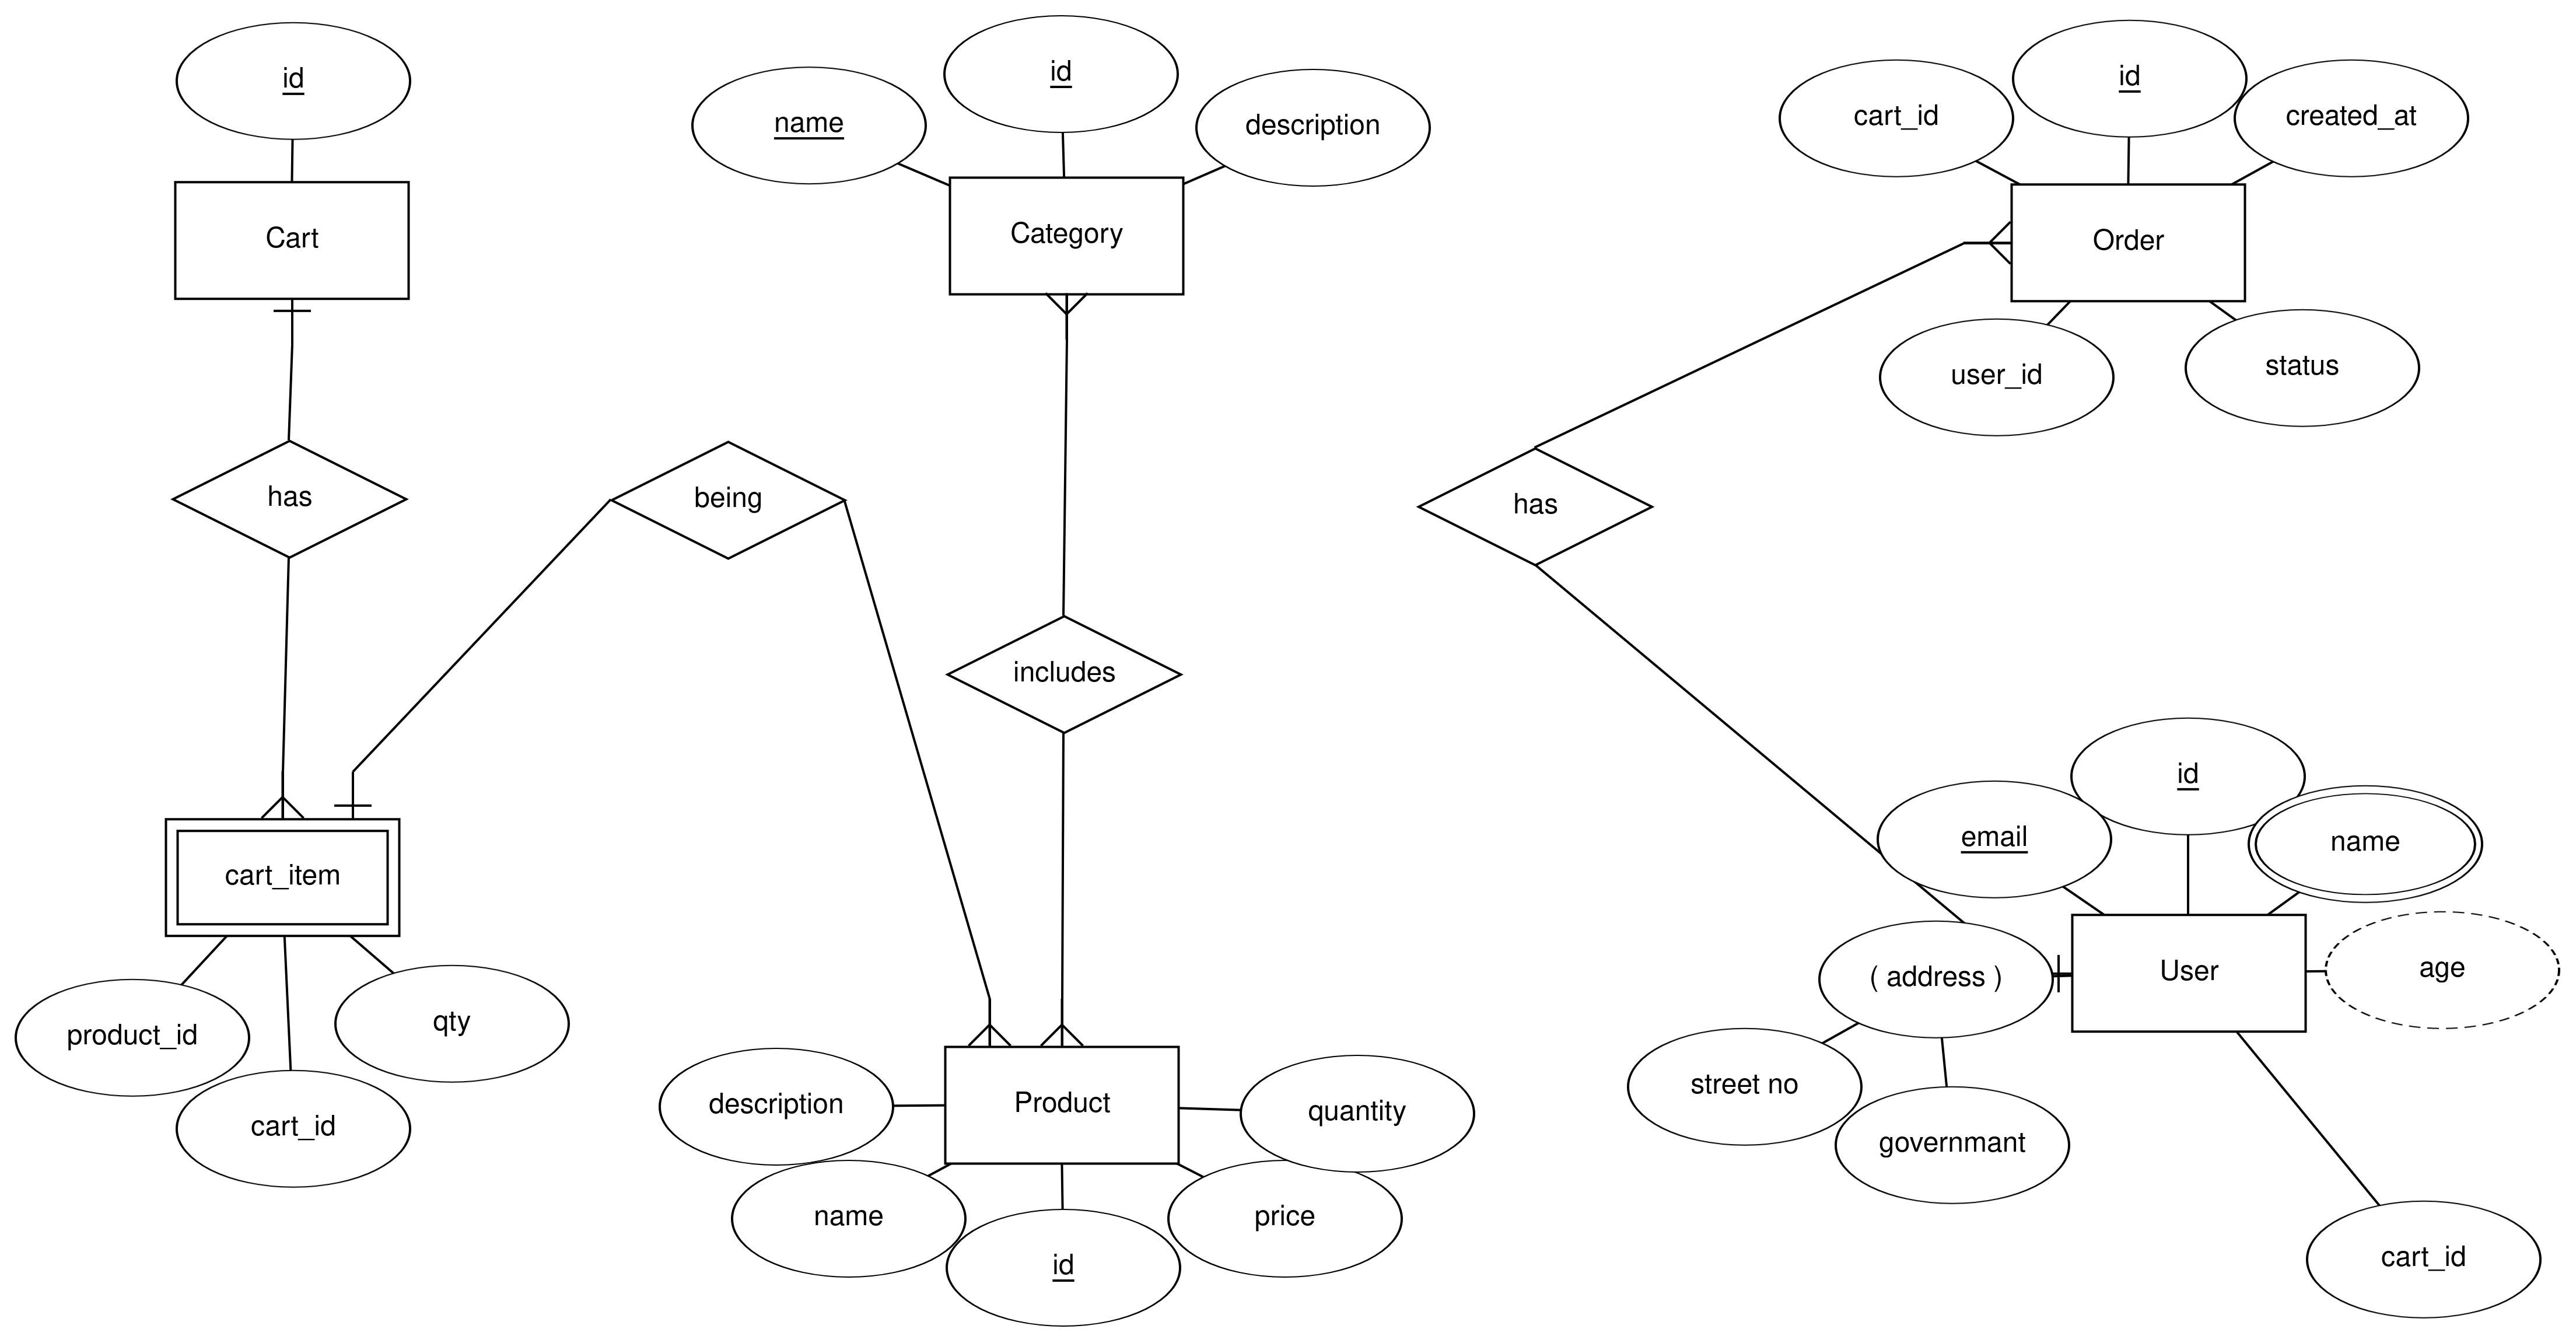 id
Cart
has
cart_item
product_id
cart_id
qty
being
name
id
description
Category
includes
Product
description
name
id
price
quantity
cart_id
id
created_at
Order
user_id
status
has
email
id
name
( address )
User
age
street no
governmant
cart_id